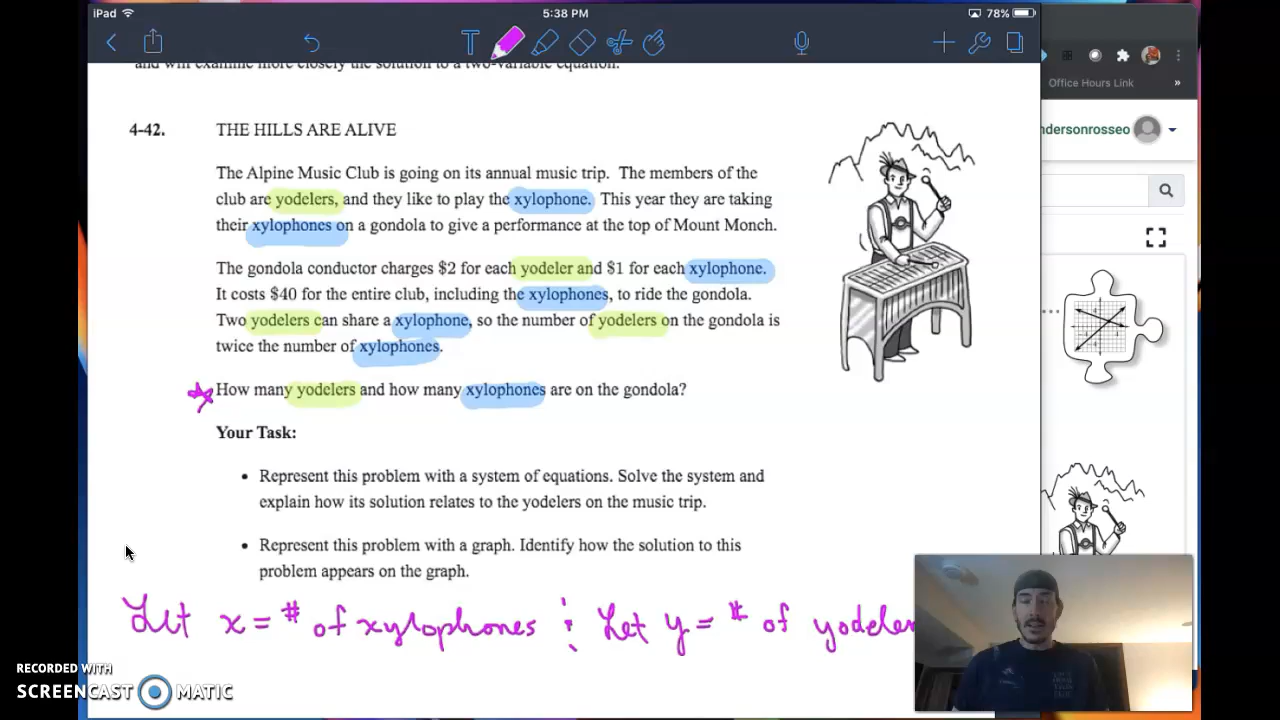 iPad
5:38 PM
78%
T
and will examine more closely the solution to a two-variable equation.
4-42. THE HILLS ARE ALIVE
The Alpine Music Club is going on its annual music trip. The members of the
club are yodelers, and they like to play the xylophone. This year they are taking
their xylophones on a gondola to give a performance at the top of Mount Monch.
The gondola conductor charges $2 for each yodeler and $1 for each xylophone.
It costs $40 for the entire club, including the xylophones, to ride the gondola.
Two yodelers can share a xylophone, so the number of yodelers on the gondola is
twice the number of xylophones.
How many yodelers and how many xylophones are on the gondola?
Your Task:
• Represent this problem with a system of equations. Solve the system and
explain how its solution relates to the yodelers on the music trip.
• Represent this problem with a graph. Identify how the solution to this
problem appears on the graph.
Let x = # of xylophones & Let y = # of yodeler
Office Hours Link
»
ndersonrosseo
RECORDED WITH
SCREENCAST MATIC